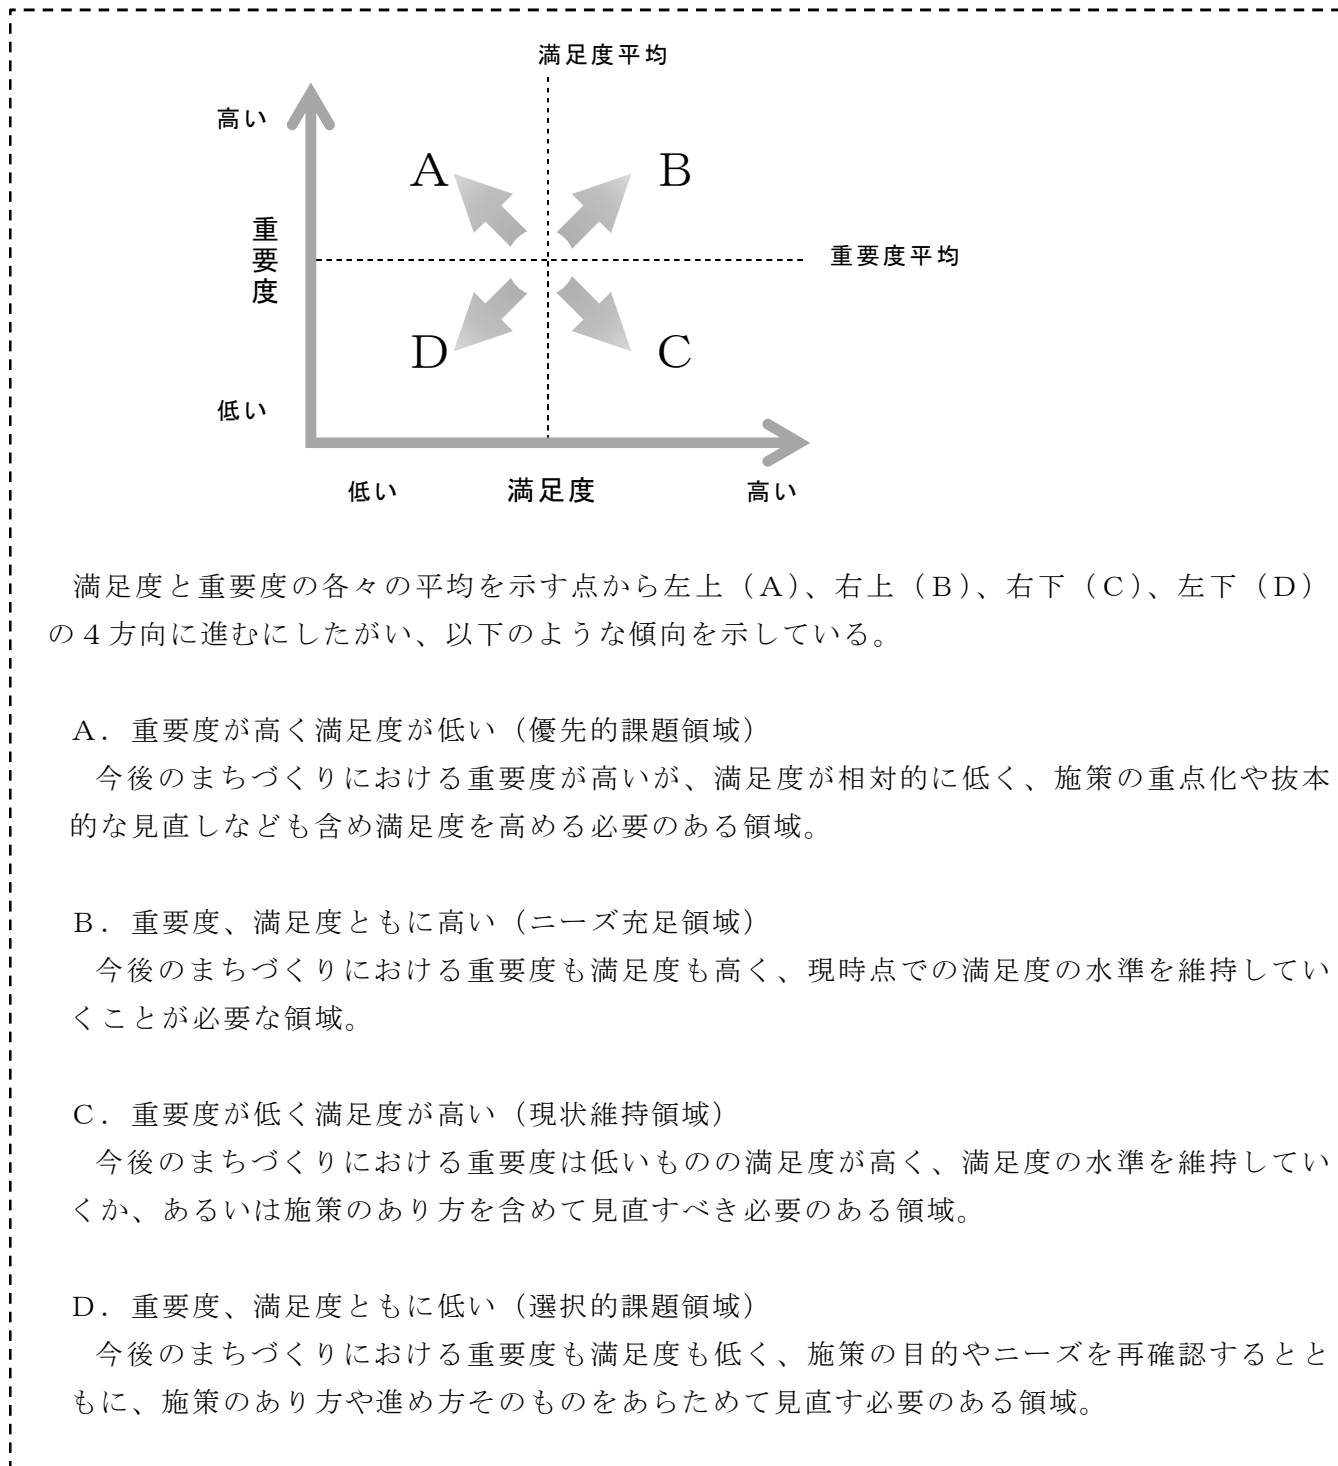 満足度平均
高い
A
B
重要度
重要度平均
D
C
低い
低い
満足度
高い
満足度と重要度の各々の平均を示す点から左上（A）、右上（B）、右下（C）、左下（D）
の４方向に進むにしたがい、以下のような傾向を示している。
A．重要度が高く満足度が低い（優先的課題領域）
今後のまちづくりにおける重要度が高いが、満足度が相対的に低く、施策の重点化や抜本
的な見直しなども含め満足度を高める必要のある領域。
B．重要度、満足度ともに高い（ニーズ充足領域）
今後のまちづくりにおける重要度も満足度も高く、現時点での満足度の水準を維持してい
くことが必要な領域。
C．重要度が低く満足度が高い（現状維持領域）
今後のまちづくりにおける重要度は低いものの満足度が高く、満足度の水準を維持してい
くか、あるいは施策のあり方を含めて見直すべき必要のある領域。
D．重要度、満足度ともに低い（選択的課題領域）
今後のまちづくりにおける重要度も満足度も低く、施策の目的やニーズを再確認するとと
もに、施策のあり方や進め方そのものをあらためて見直す必要のある領域。